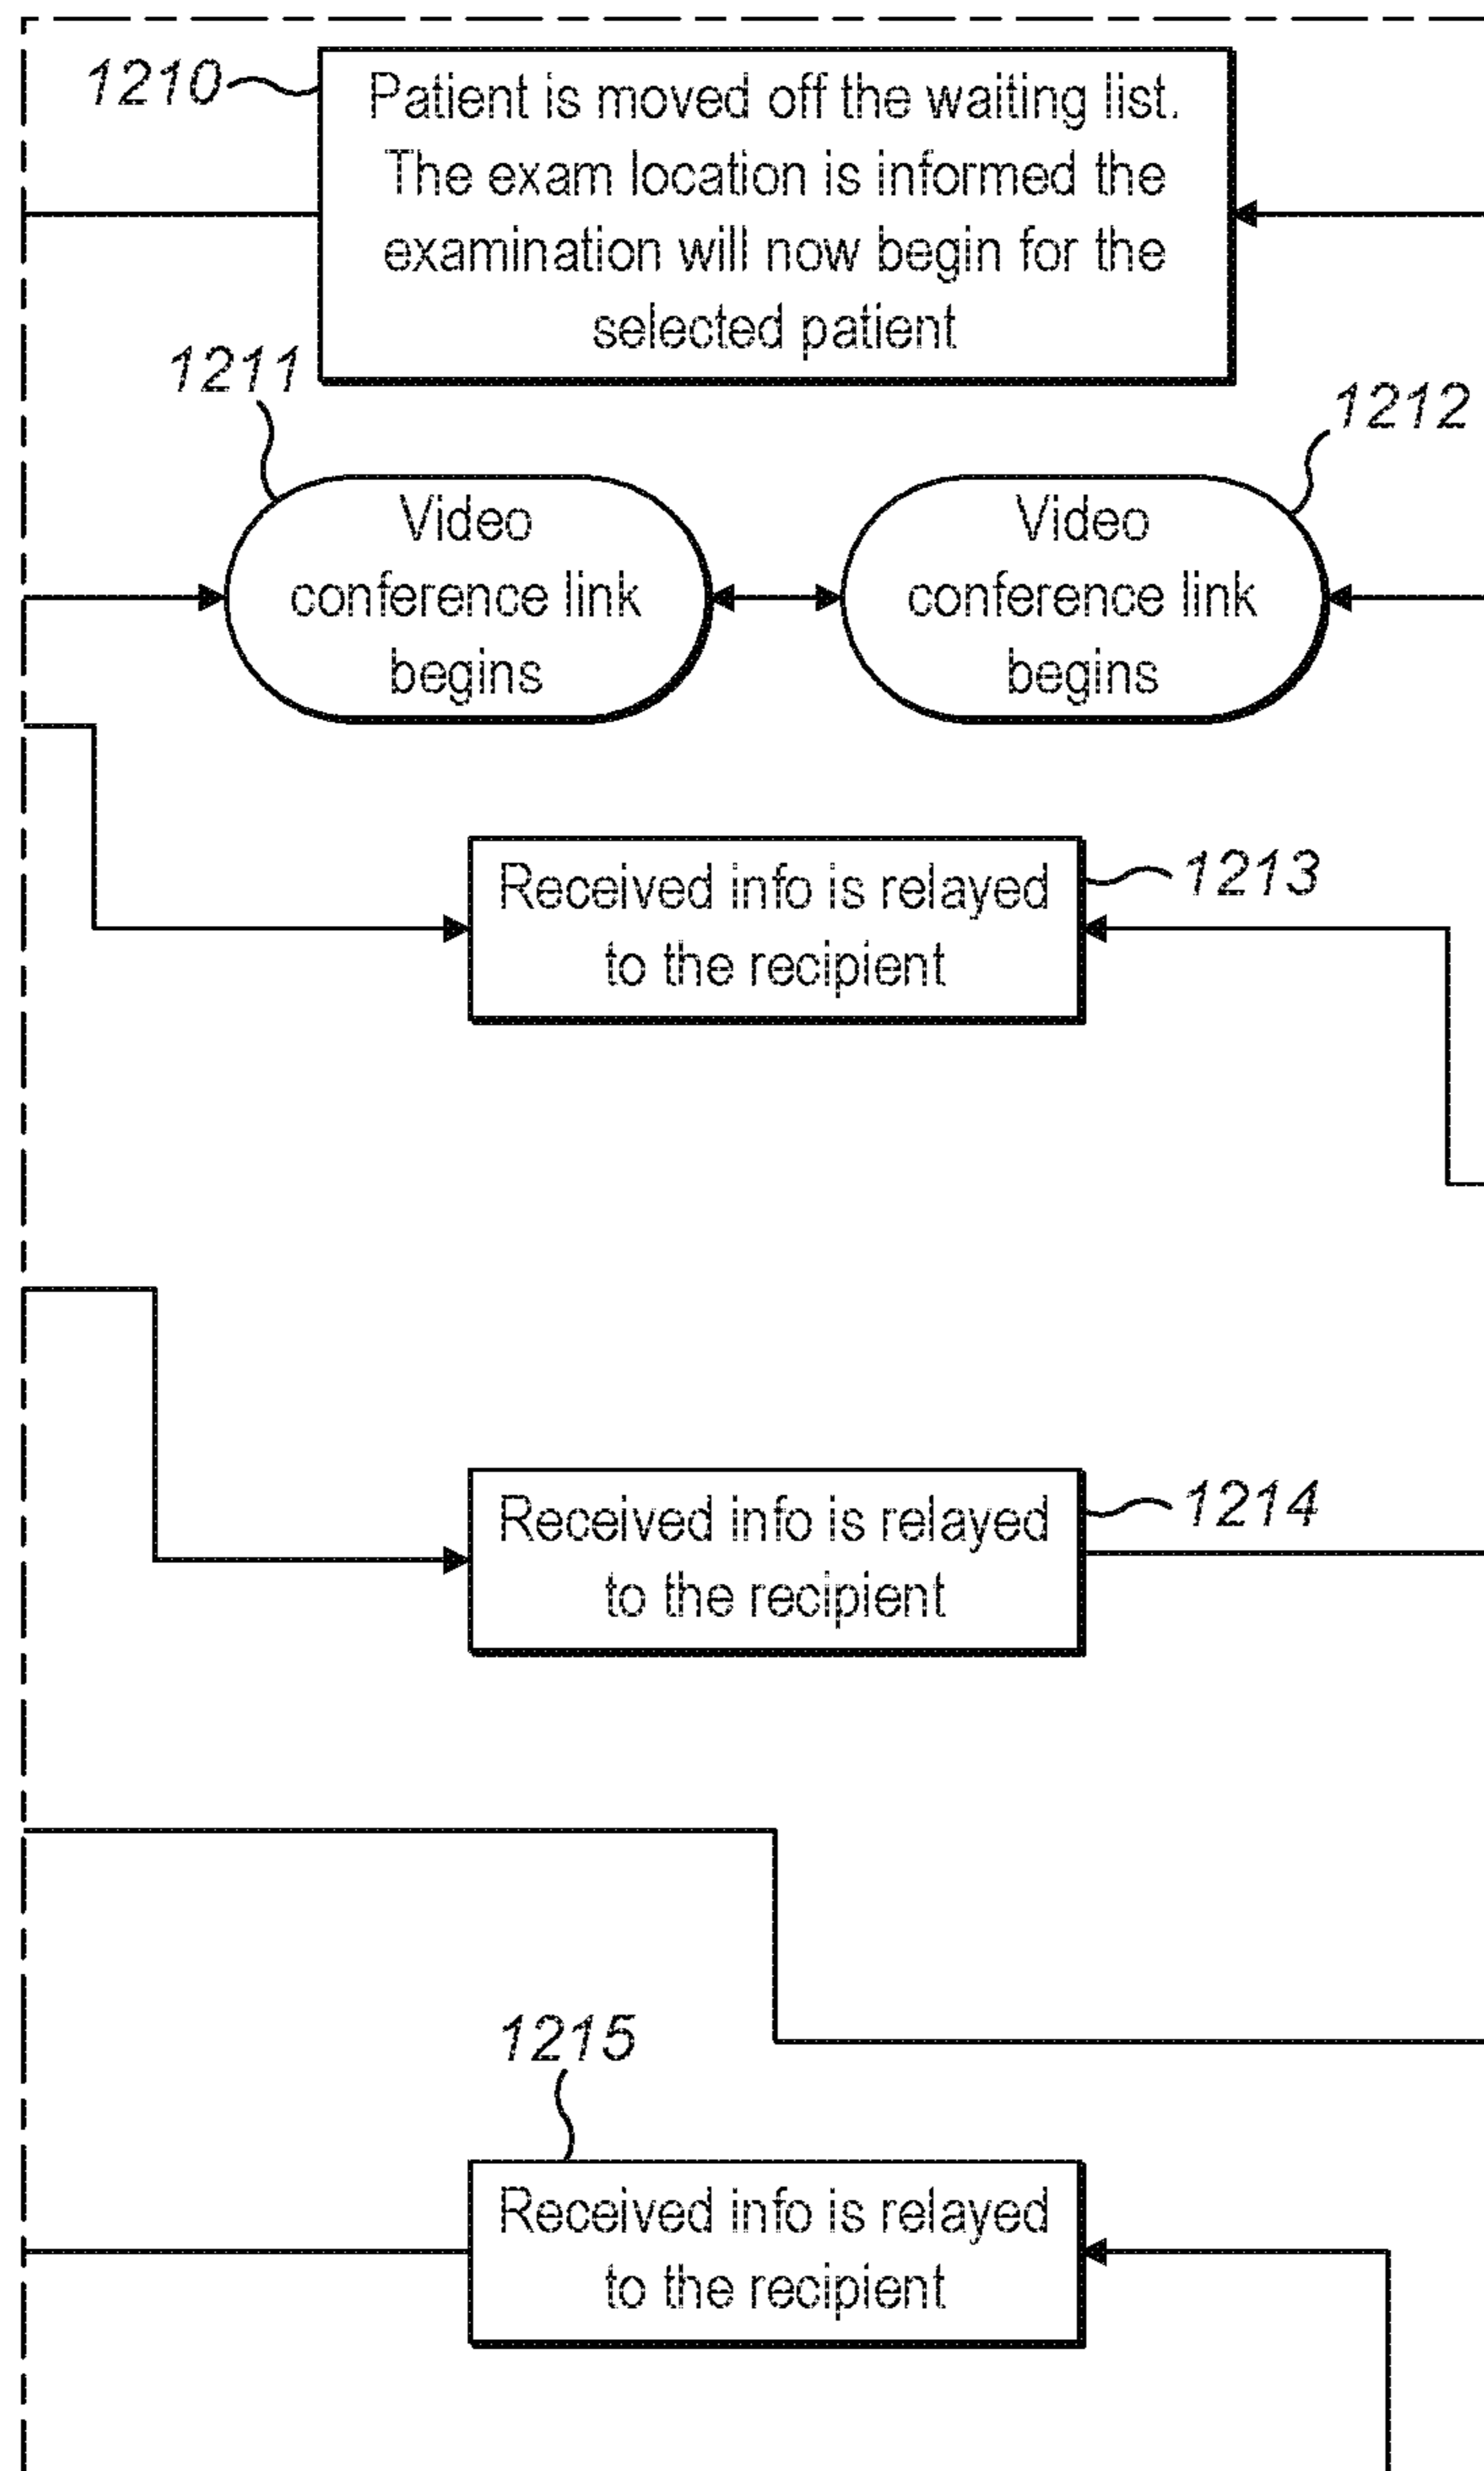 1210
Patient is moved off the waiting list.
The exam location is informed the
examination will now begin for the
selected patient
1211
1212
Video
conference link
begins
Video
conference link
begins
1213
Received info is relayed
to the recipient
1214
Received info is relayed
to the recipient
1215
Received info is relayed
to the recipient